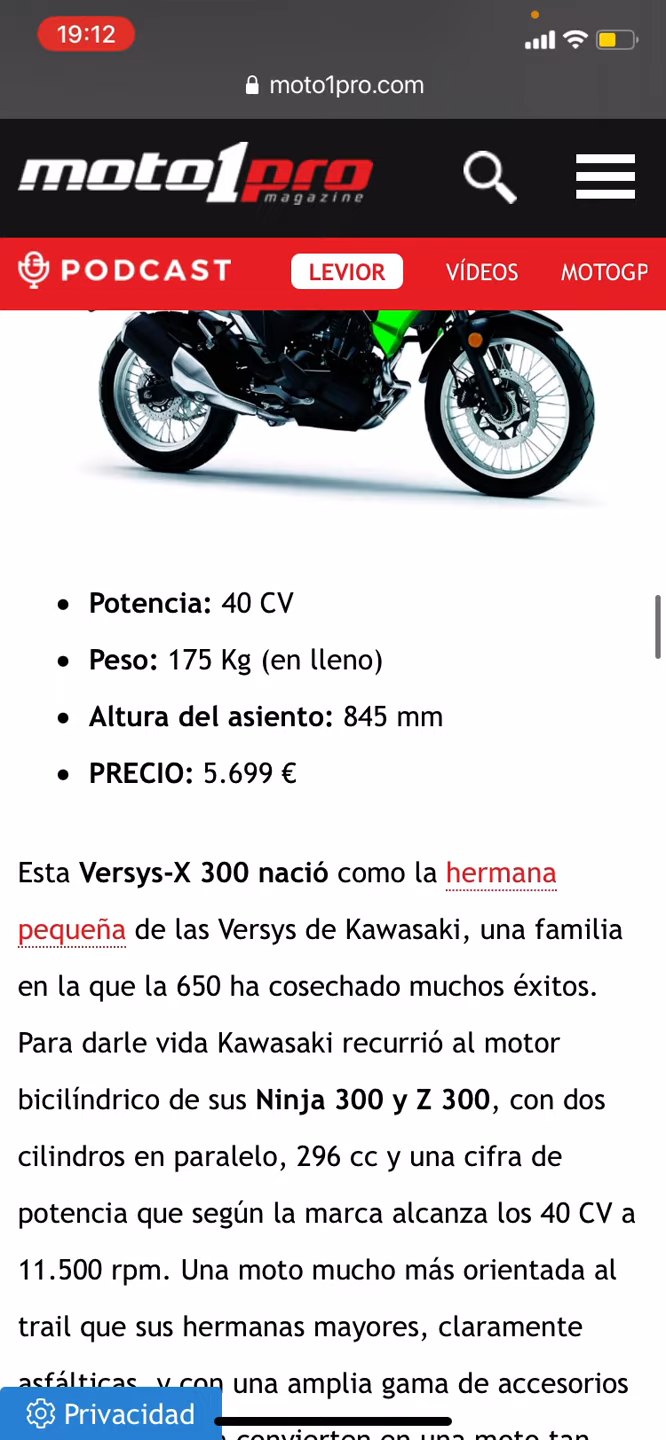 19:12
moto1pro.com
moto1pro
magazine
PODCAST LEVIOR VÍDEOS MOTOGP
• Potencia: 40 CV
• Peso: 175 Kg (en lleno)
• Altura del asiento: 845 mm
• PRECIO: 5.699 €
Esta Versys-X 300 nació como la hermana
pequeña de las Versys de Kawasaki, una familia
en la que la 650 ha cosechado muchos éxitos.
Para darle vida Kawasaki recurrió al motor
bicilíndrico de sus Ninja 300 y Z 300, con dos
cilindros en paralelo, 296 cc y una cifra de
potencia que según la marca alcanza los 40 CV a
11.500 rpm. Una moto mucho más orientada al
trail que sus hermanas mayores, claramente
asfálticas, y con una amplia gama de accesorios
Privacidad
convierten en una moto tan